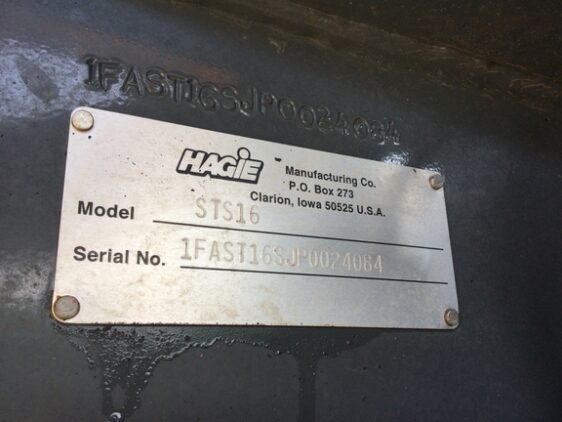 1FAST16SJP0024084
HAGIE Manufacturing Co.
P.O. Box 273
Clarion, Iowa 50525 U.S.A.
Model STS16
Serial No. 1FAST16SJP0024084